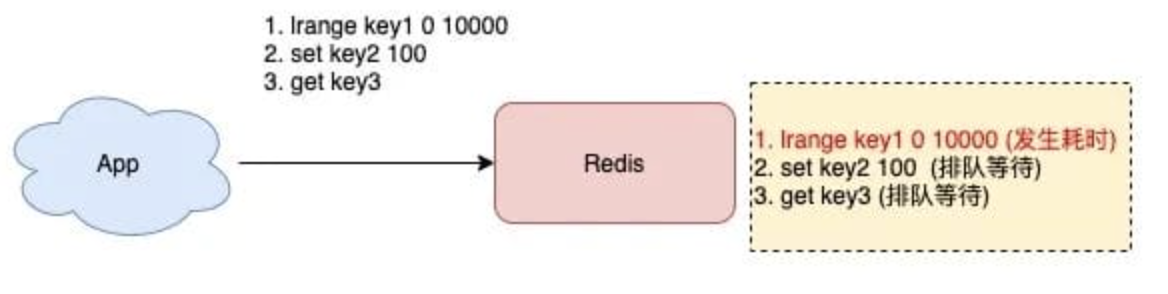 1. lrange key1 0 10000
2. set key2 100
3. get key3
App
Redis
1. lrange key1 0 10000 (发生耗时)
2. set key2 100 (排队等待)
3. get key3 (排队等待)